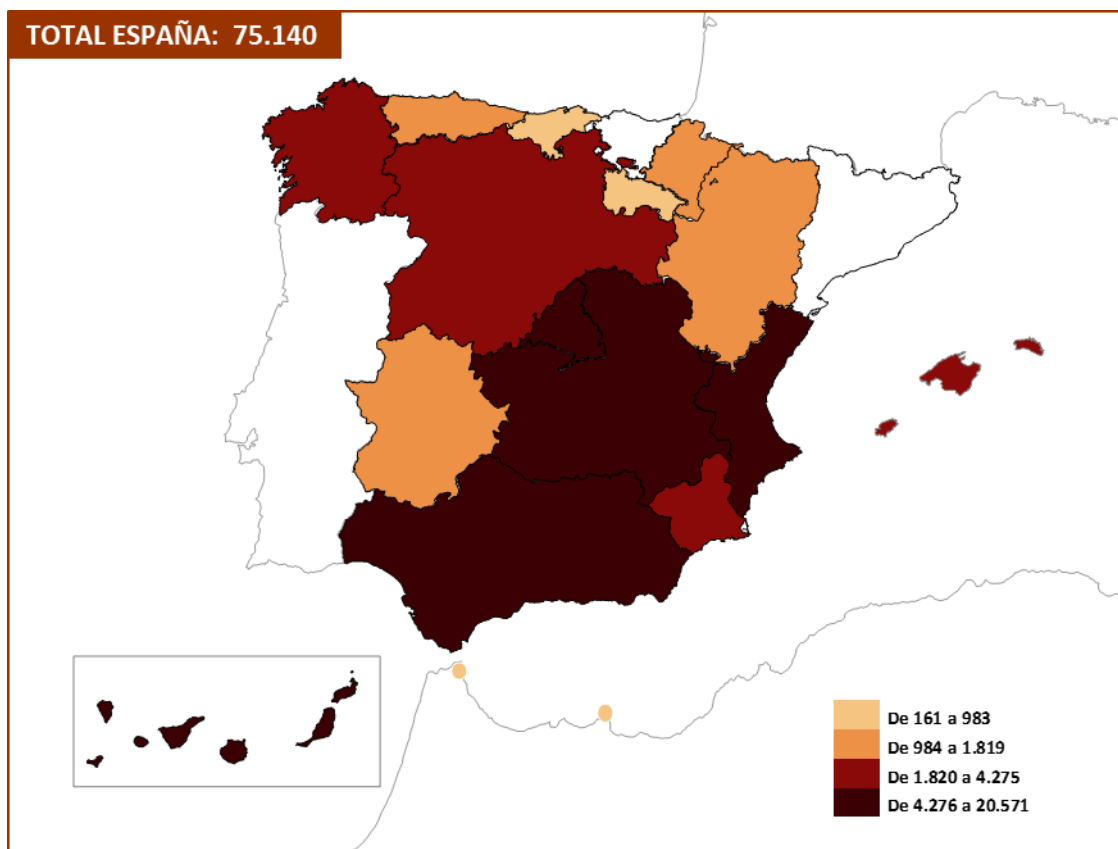 TOTAL ESPAÑA: 75.140
De 161 a 983
De 984 a 1.819
De 1.820 a 4.275
De 4.276 a 20.571